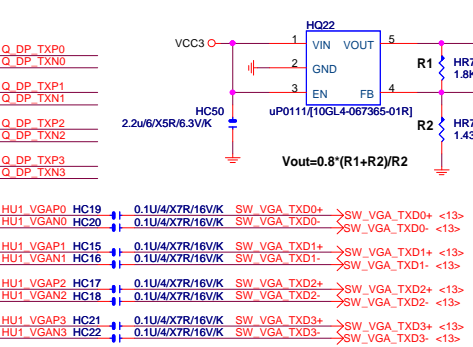 HQ22
VCC3
1 VIN VOUT 5
2 GND
3 EN FB 4
R1
HC50
2.2u/6/X5R/6.3V/K
uP0111/[10GL4-067365-01R]
R2
Vout=0.8*(R1+R2)/R2
Q_DP_TXP0
Q_DP_TXN0
Q_DP_TXP1
Q_DP_TXN1
Q_DP_TXP2
Q_DP_TXN2
Q_DP_TXP3
Q_DP_TXN3
HU1_VGAP0 HC19 0.1U/4/X7R/16V/K SW_VGA_TXD0+ SW_VGA_TXD0+ <13>
HU1_VGAN0 HC20 0.1U/4/X7R/16V/K SW_VGA_TXD0- SW_VGA_TXD0- <13>
HU1_VGAP1 HC15 0.1U/4/X7R/16V/K SW_VGA_TXD1+ SW_VGA_TXD1+ <13>
HU1_VGAN1 HC16 0.1U/4/X7R/16V/K SW_VGA_TXD1- SW_VGA_TXD1- <13>
HU1_VGAP2 HC17 0.1U/4/X7R/16V/K SW_VGA_TXD2+ SW_VGA_TXD2+ <13>
HU1_VGAN2 HC18 0.1U/4/X7R/16V/K SW_VGA_TXD2- SW_VGA_TXD2- <13>
HU1_VGAP3 HC21 0.1U/4/X7R/16V/K SW_VGA_TXD3+ SW_VGA_TXD3+ <13>
HU1_VGAN3 HC22 0.1U/4/X7R/16V/K SW_VGA_TXD3- SW_VGA_TXD3- <13>